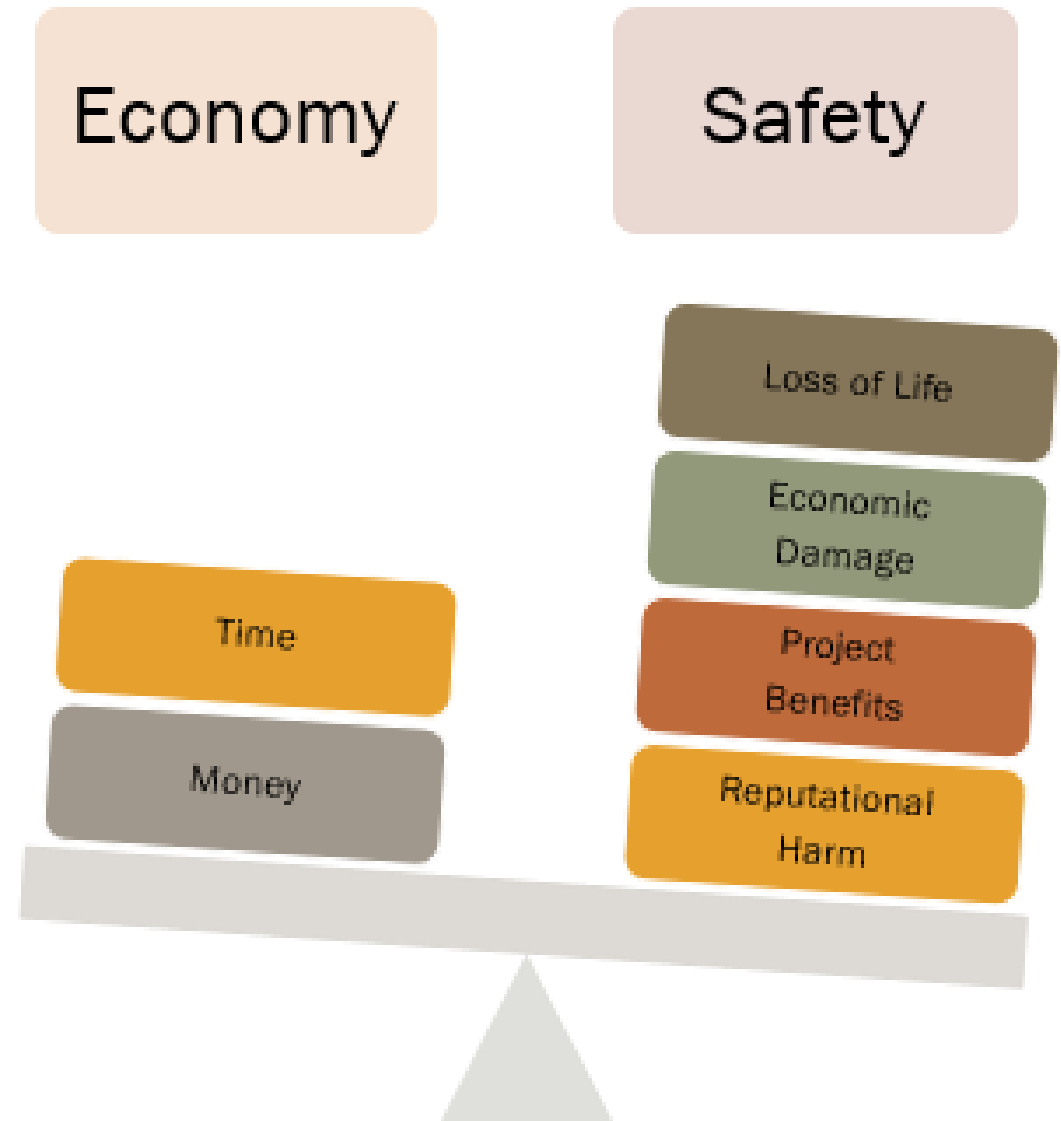 Economy
Safety
Loss of Life
Economic
Damage
Project
Benefits
Reputational
Harm
Time
Money